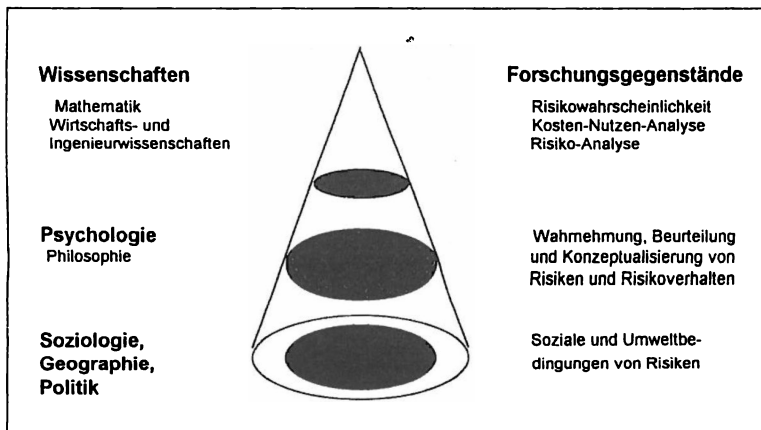 Wissenschaften
Mathematik
Wirtschafts- und
Ingenieurwissenschaften
Forschungsgegenstände
Risikowahrscheinlichkeit
Kosten-Nutzen-Analyse
Risiko-Analyse
Psychologie
Philosophie
Wahrnehmung, Beurteilung
und Konzeptualisierung von
Risiken und Risikoverhalten
Soziologie,
Geographie,
Politik
Soziale und Umweltbe-
dingungen von Risiken